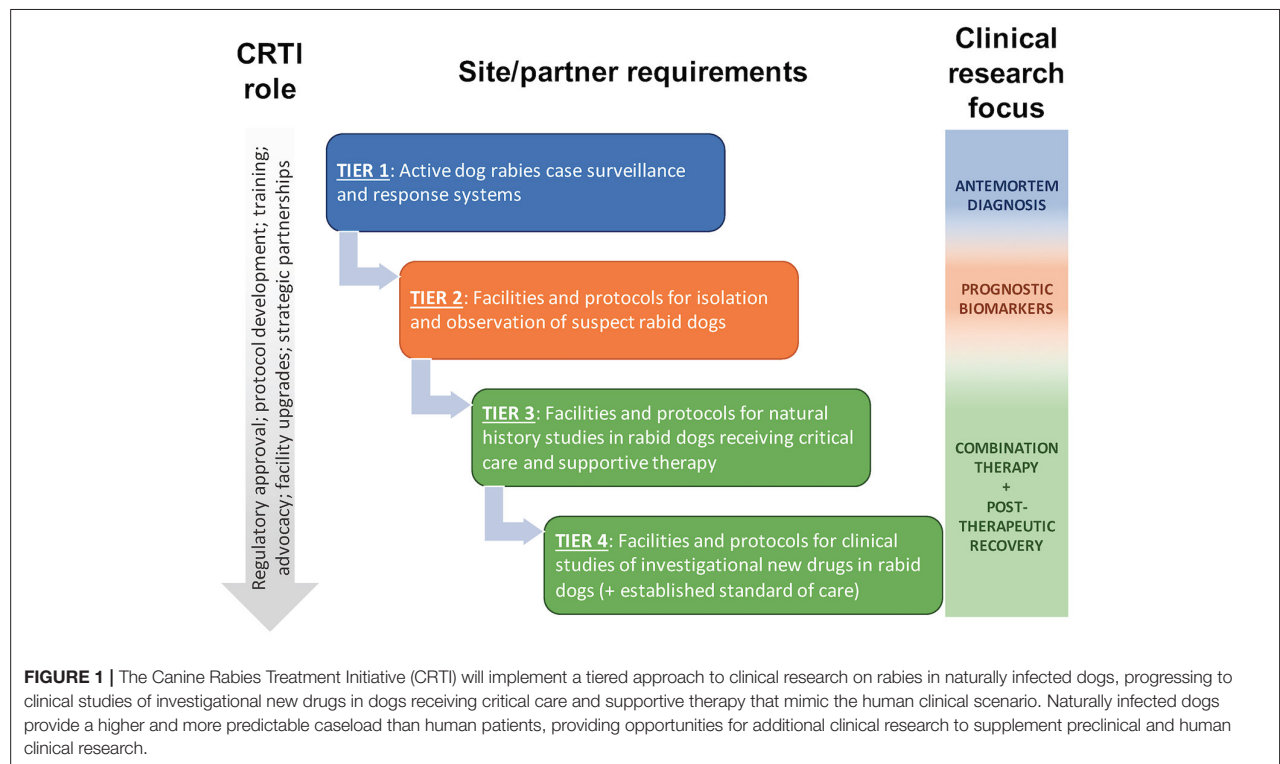 CRTI
role
Site/partner requirements
Clinical
research
focus
Regulatory approval; protocol development; training;
advocacy; facility upgrades; strategic partnerships
TIER 1: Active dog rabies case surveillance
and response systems
ANTEMORTEM
DIAGNOSIS
TIER 2: Facilities and protocols for isolation
and observation of suspect rabid dogs
PROGNOSTIC
BIOMARKERS
TIER 3: Facilities and protocols for natural
history studies in rabid dogs receiving critical
care and supportive therapy
COMBINATION
THERAPY
+
POST-
THERAPEUTIC
RECOVERY
TIER 4: Facilities and protocols for clinical
studies of investigational new drugs in rabid
dogs (+ established standard of care)
FIGURE 1 | The Canine Rabies Treatment Initiative (CRTI) will implement a tiered approach to clinical research on rabies in naturally infected dogs, progressing to
clinical studies of investigational new drugs in dogs receiving critical care and supportive therapy that mimic the human clinical scenario. Naturally infected dogs
provide a higher and more predictable caseload than human patients, providing opportunities for additional clinical research to supplement preclinical and human
clinical research.